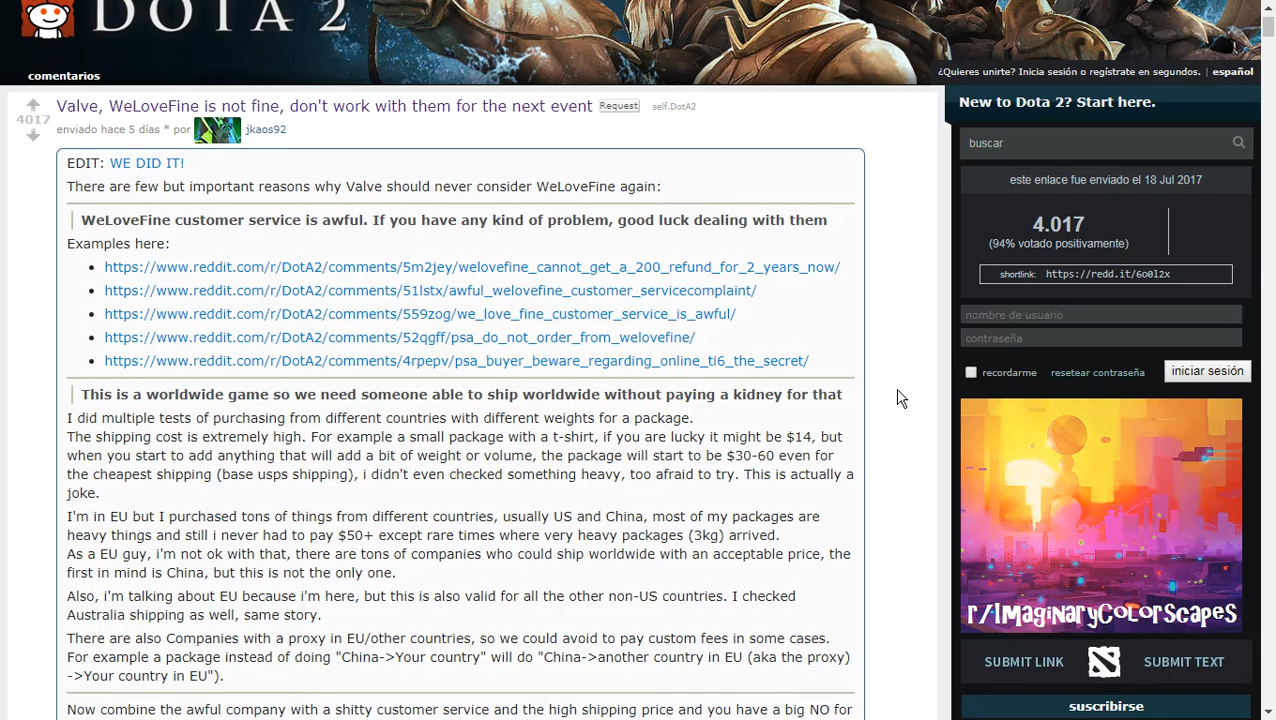 DOTA 2
comentarios
¿Quieres unirte? Inicia sesión o regístrate en segundos. | español
4017
Valve, WeLoveFine is not fine, don't work with them for the next event Request self.DotA2
enviado hace 5 días * por jkaos92
EDIT: WE DID IT!
There are few but important reasons why Valve should never consider WeLoveFine again:
WeLoveFine customer service is awful. If you have any kind of problem, good luck dealing with them
Examples here:
• https://www.reddit.com/r/DotA2/comments/5m2jey/welovefine_cannot_get_a_200_refund_for_2_years_now/
• https://www.reddit.com/r/DotA2/comments/51lstx/awful_welovefine_customer_servicecomplaint/
• https://www.reddit.com/r/DotA2/comments/559zog/we_love_fine_customer_service_is_awful/
• https://www.reddit.com/r/DotA2/comments/52qgff/psa_do_not_order_from_welovefine/
• https://www.reddit.com/r/DotA2/comments/4rpepv/psa_buyer_beware_regarding_online_ti6_the_secret/
This is a worldwide game so we need someone able to ship worldwide without paying a kidney for that
I did multiple tests of purchasing from different countries with different weights for a package.
The shipping cost is extremely high. For example a small package with a t-shirt, if you are lucky it might be $14, but
when you start to add anything that will add a bit of weight or volume, the package will start to be $30-60 even for
the cheapest shipping (base usps shipping), i didn't even checked something heavy, too afraid to try. This is actually a
joke.
I'm in EU but I purchased tons of things from different countries, usually US and China, most of my packages are
heavy things and still i never had to pay $50+ except rare times where very heavy packages (3kg) arrived.
As a EU guy, i'm not ok with that, there are tons of companies who could ship worldwide with an acceptable price, the
first in mind is China, but this is not the only one.
Also, i'm talking about EU because i'm here, but this is also valid for all the other non-US countries. I checked
Australia shipping as well, same story.
There are also Companies with a proxy in EU/other countries, so we could avoid to pay custom fees in some cases.
For example a package instead of doing "China->Your country" will do "China->another country in EU (aka the proxy)
->Your country in EU").
Now combine the awful company with a shitty customer service and the high shipping price and you have a big NO for
New to Dota 2? Start here.
buscar
este enlace fue enviado el 18 Jul 2017
4.017
(94% votado positivamente)
shortlink: https://redd.it/6o0l2x
nombre de usuario
contraseña
recordarme resetear contraseña iniciar sesión
r/ImaginaryColorscapes
SUBMIT LINK SUBMIT TEXT
suscribirse